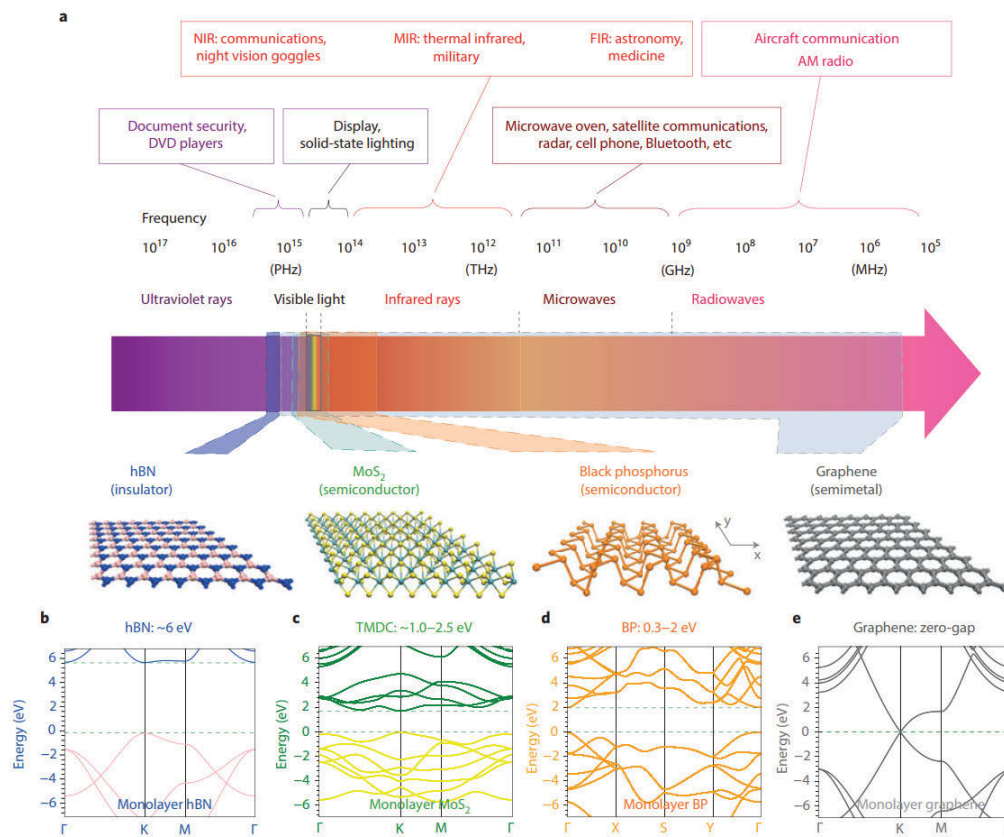 a
NIR: communications,
night vision goggles
MIR: thermal infrared,
military
FIR: astronomy,
medicine
Aircraft communication
AM radio
Document security,
DVD players
Display,
solid-state lighting
Microwave oven, satellite communications,
radar, cell phone, Bluetooth, etc
Frequency
10¹⁷ 10¹⁶ 10¹⁵ 10¹⁴ 10¹³ 10¹² 10¹¹ 10¹⁰ 10⁹ 10⁸ 10⁷ 10⁶ 10⁵
(PHz) (THz) (GHz) (MHz)
Ultraviolet rays Visible light Infrared rays Microwaves Radiowaves
hBN
(insulator)
MoS₂
(semiconductor)
Black phosphorus
(semiconductor)
Graphene
(semimetal)
y
x
b
hBN: ~6 eV
Energy (eV)
6
4
2
0
−2
−4
−6
Monolayer hBN
Γ K M Γ
c
TMDC: ~1.0–2.5 eV
Energy (eV)
6
4
2
0
−2
−4
−6
Monolayer MoS₂
Γ K M Γ
d
BP: 0.3–2 eV
Energy (eV)
6
4
2
0
−2
−4
−6
Monolayer BP
Γ X S Y Γ
e
Graphene: zero-gap
Energy (eV)
6
4
2
0
−2
−4
−6
Monolayer graphene
Γ K M